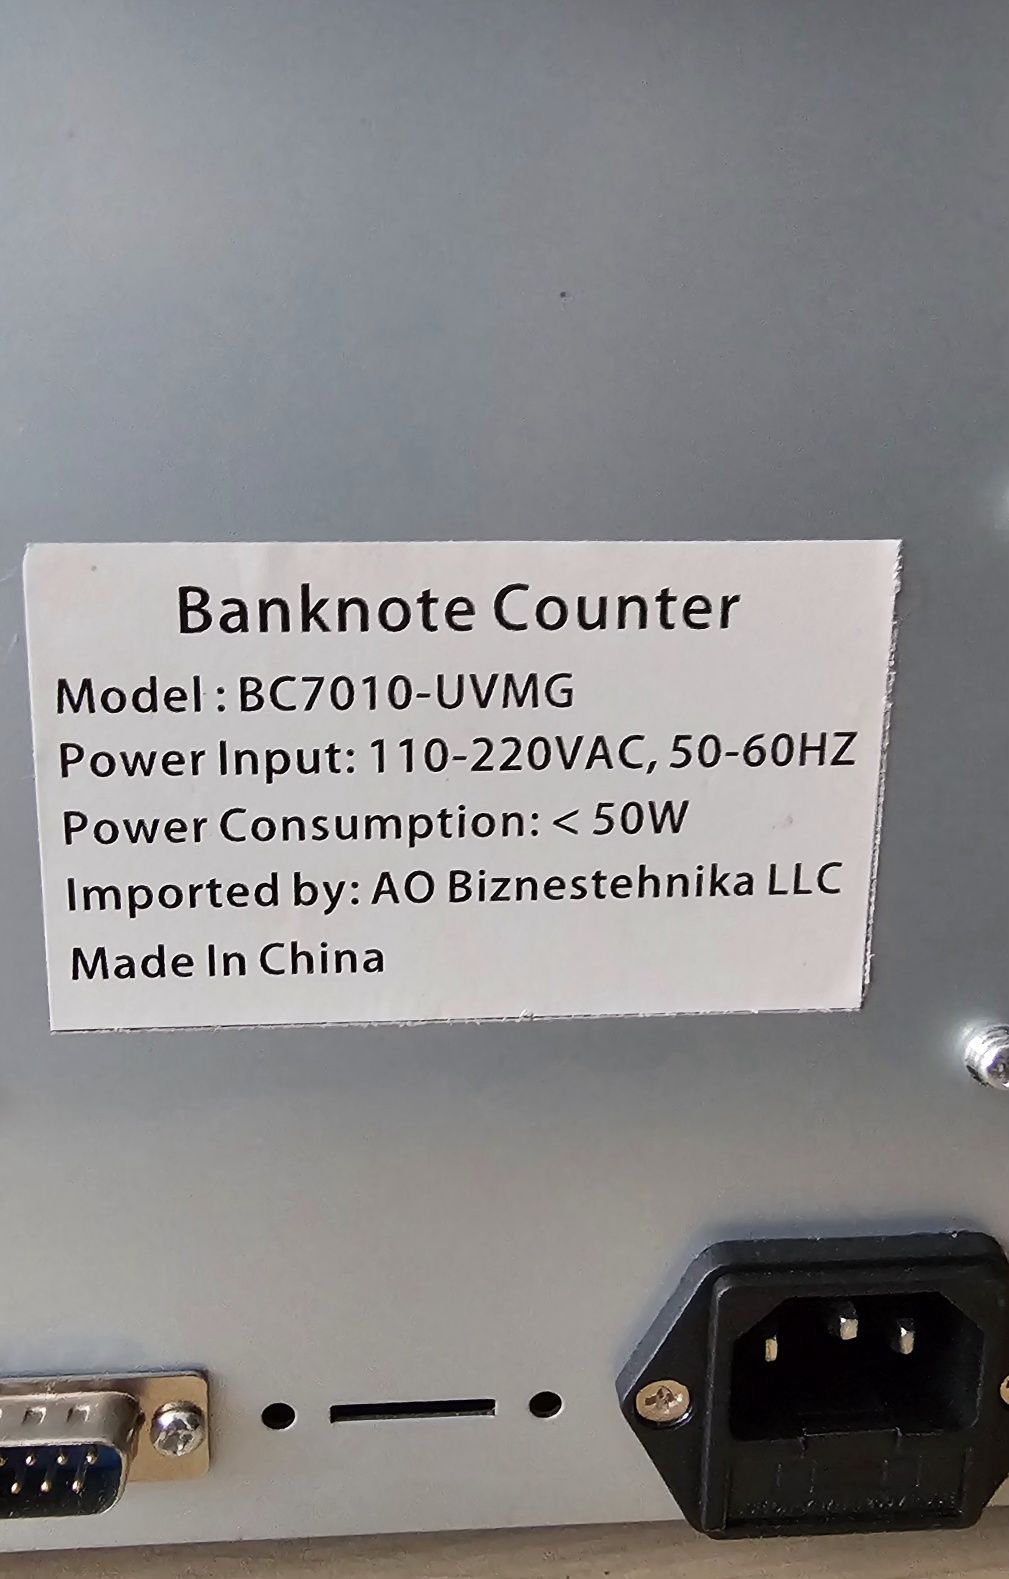 Banknote Counter
Model : BC7010-UVMG
Power Input: 110-220VAC, 50-60HZ
Power Consumption: < 50W
Imported by: AO Biznestehnika LLC
Made In China